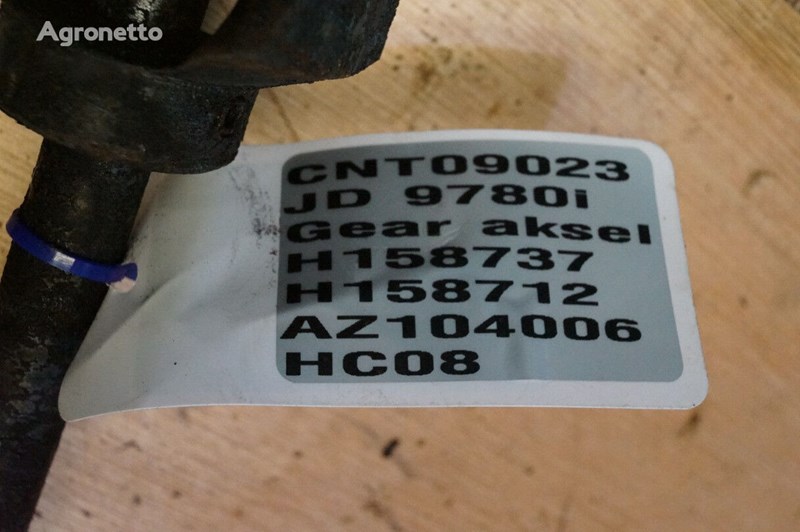 Agronetto
CNT09023
JD 9780i
Gear aksel
H158737
H158712
AZ104006
HC08